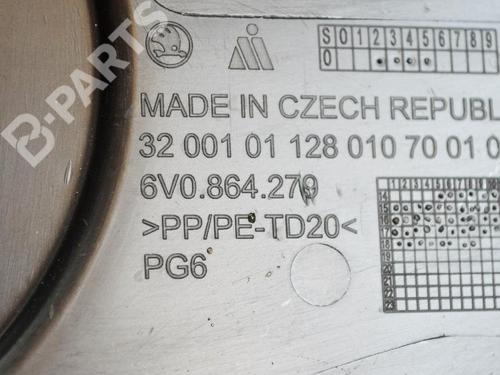 S 0 1 2 3 4 5 6 7 8 9
0
MADE IN CZECH REPUBL
32 001 01 128 010 70 01 0
6V0.864.279
>PP/PE-TD20<
PG6
B-PARTS